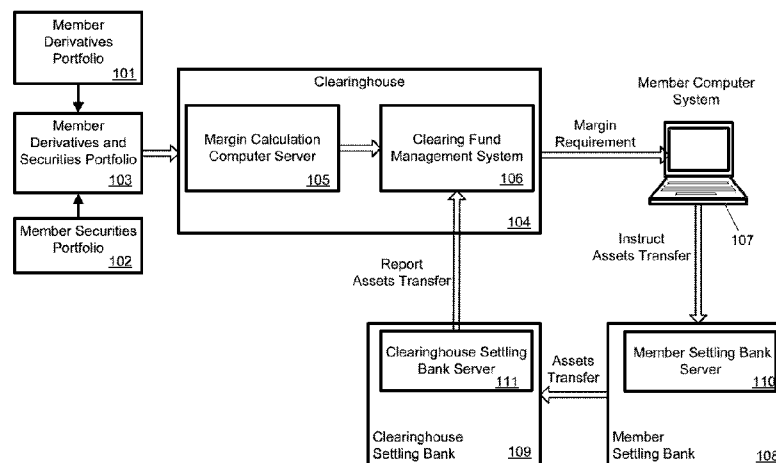 Member
Derivatives
Portfolio
101
Member
Derivatives and
Securities Portfolio
103
Member Securities
Portfolio
102
Clearinghouse
Margin Calculation
Computer Server
105
Clearing Fund
Management System
106
104
Margin
Requirement
Member Computer
System
107
Instruct
Assets Transfer
Report
Assets Transfer
Clearinghouse Settling
Bank Server
111
Clearinghouse
Settling Bank
109
Assets
Transfer
Member Settling Bank
Server
110
Member
Settling Bank
108